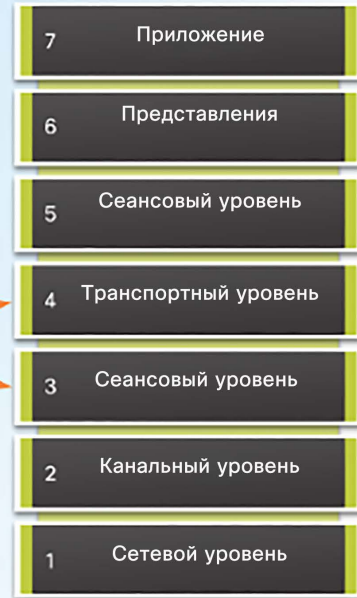 7 Приложение
6 Представления
5 Сеансовый уровень
4 Транспортный уровень
3 Сеансовый уровень
2 Канальный уровень
1 Сетевой уровень